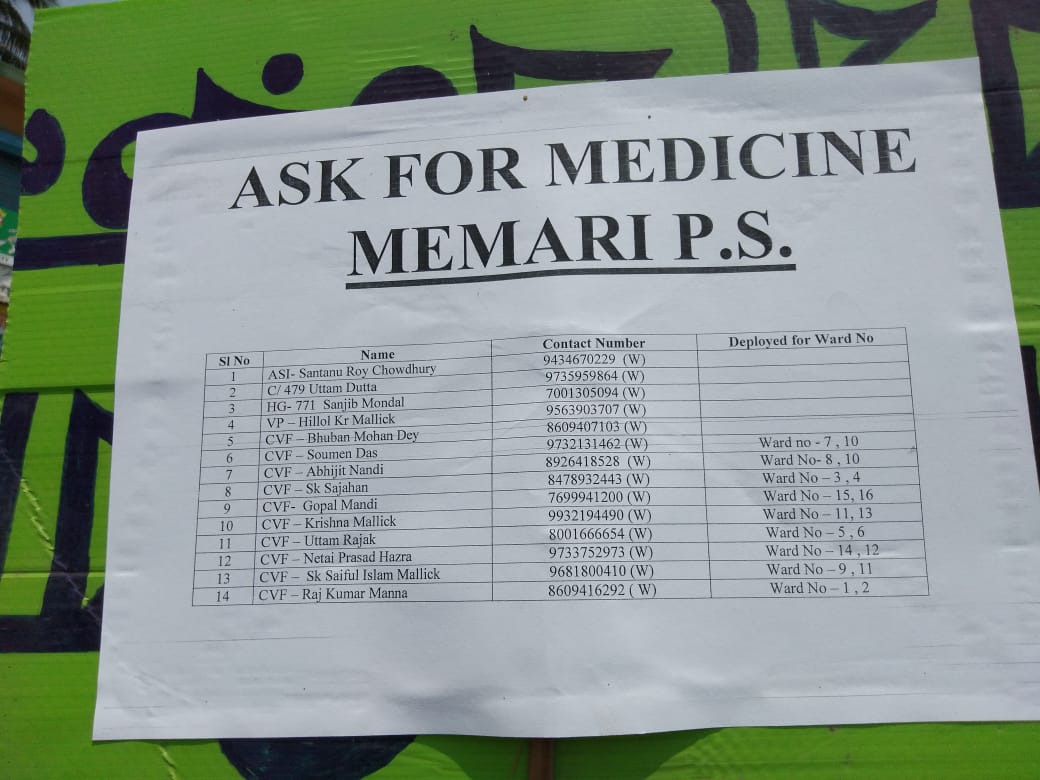 ASK FOR MEDICINE
MEMARI P.S.
Sl No Name Contact Number Deployed for Ward No
1 ASI- Santanu Roy Chowdhury 9434670229 (W)
2 C/ 479 Uttam Dutta 9735959864 (W)
3 HG- 771 Sanjib Mondal 7001305094 (W)
4 VP – Hillol Kr Mallick 9563903707 (W)
5 CVF – Bhuban Mohan Dey 8609407103 (W)
6 CVF – Soumen Das 9732131462 (W) Ward no - 7 , 10
7 CVF – Abhijit Nandi 8926418528 (W) Ward No- 8 , 10
8 CVF – Sk Sajahan 8478932443 (W) Ward No – 3 , 4
9 CVF- Gopal Mandi 7699941200 (W) Ward No – 15, 16
10 CVF – Krishna Mallick 9932194490 (W) Ward No – 11, 13
11 CVF – Uttam Rajak 8001666654 (W) Ward No – 5 , 6
12 CVF – Netai Prasad Hazra 9733752973 (W) Ward No – 14 , 12
13 CVF – Sk Saiful Islam Mallick 9681800410 (W) Ward No – 9 , 11
14 CVF – Raj Kumar Manna 8609416292 ( W) Ward No – 1 , 2